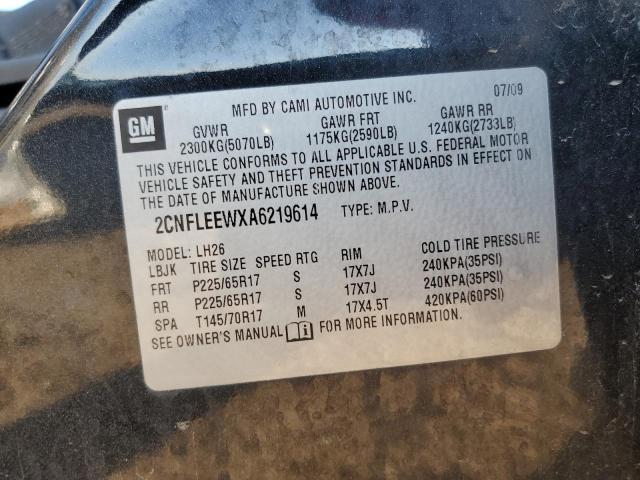 GM
MFD BY CAMI AUTOMOTIVE INC. 07/09
GVWR GAWR FRT GAWR RR
2300KG(5070LB) 1175KG(2590LB) 1240KG(2733LB)
THIS VEHICLE CONFORMS TO ALL APPLICABLE U.S. FEDERAL MOTOR
VEHICLE SAFETY AND THEFT PREVENTION STANDARDS IN EFFECT ON
THE DATE OF MANUFACTURE SHOWN ABOVE.
2CNFLEEWXA6219614 TYPE: M.P.V.
MODEL: LH26
LBJK TIRE SIZE SPEED RTG RIM COLD TIRE PRESSURE
FRT P225/65R17 S 17X7J 240KPA(35PSI)
RR P225/65R17 S 17X7J 240KPA(35PSI)
SPA T145/70R17 M 17X4.5T 420KPA(60PSI)
SEE OWNER'S MANUAL FOR MORE INFORMATION.